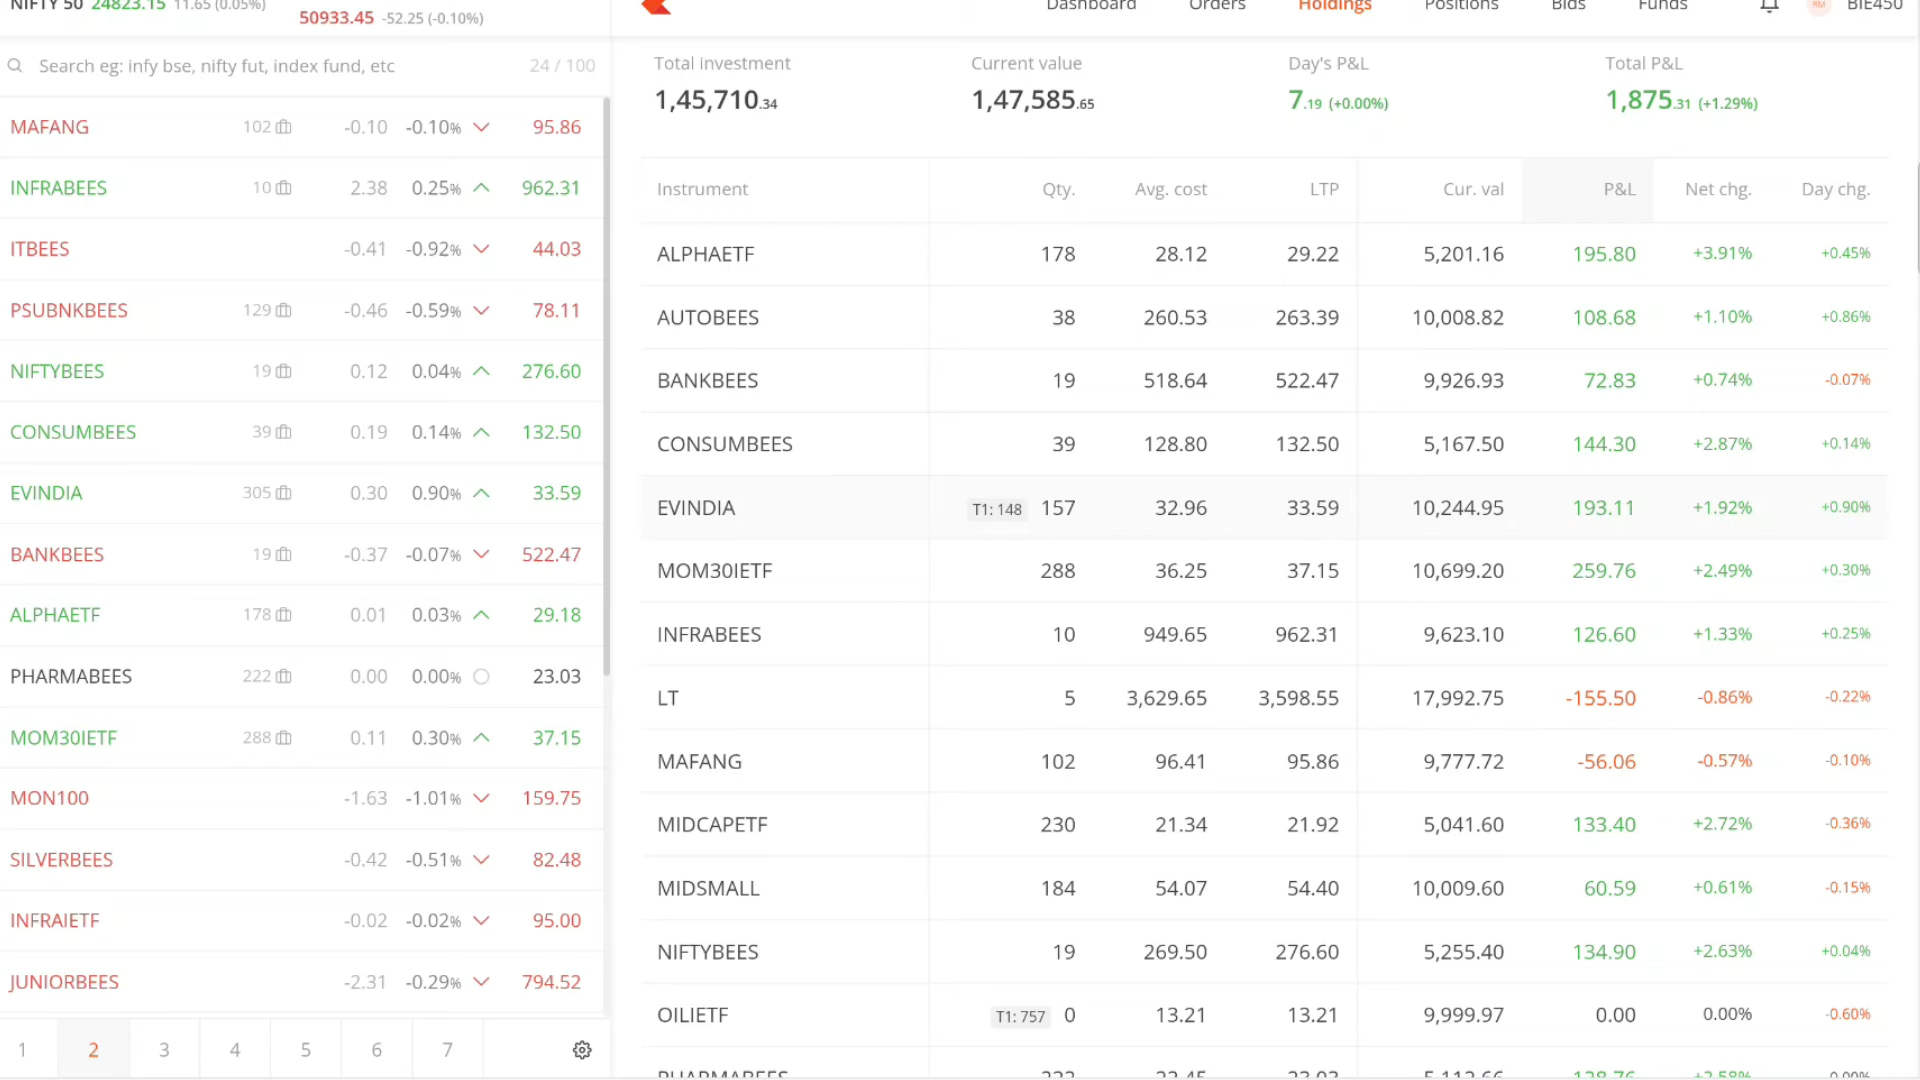 NIFTY 50 24823.15 11.65 (0.05%)
50933.45 -52.25 (-0.10%)
Dashboard Orders Holdings Positions Bids Funds RM BIE450
Search eg: infy bse, nifty fut, index fund, etc 24 / 100
MAFANG 102 -0.10 -0.10% 95.86
INFRABEES 10 2.38 0.25% 962.31
ITBEES -0.41 -0.92% 44.03
PSUBNKBEES 129 -0.46 -0.59% 78.11
NIFTYBEES 19 0.12 0.04% 276.60
CONSUMBEES 39 0.19 0.14% 132.50
EVINDIA 305 0.30 0.90% 33.59
BANKBEES 19 -0.37 -0.07% 522.47
ALPHAETF 178 0.01 0.03% 29.18
PHARMABEES 222 0.00 0.00% 23.03
MOM30IETF 288 0.11 0.30% 37.15
MON100 -1.63 -1.01% 159.75
SILVERBEES -0.42 -0.51% 82.48
INFRAIETF -0.02 -0.02% 95.00
JUNIORBEES -2.31 -0.29% 794.52
1 2 3 4 5 6 7
Total investment Current value Day's P&L Total P&L
1,45,710.34 1,47,585.65 7.19 (+0.00%) 1,875.31 (+1.29%)
Instrument Qty. Avg. cost LTP Cur. val P&L Net chg. Day chg.
ALPHAETF 178 28.12 29.22 5,201.16 195.80 +3.91% +0.45%
AUTOBEES 38 260.53 263.39 10,008.82 108.68 +1.10% +0.86%
BANKBEES 19 518.64 522.47 9,926.93 72.83 +0.74% -0.07%
CONSUMBEES 39 128.80 132.50 5,167.50 144.30 +2.87% +0.14%
EVINDIA T1: 148 157 32.96 33.59 10,244.95 193.11 +1.92% +0.90%
MOM30IETF 288 36.25 37.15 10,699.20 259.76 +2.49% +0.30%
INFRABEES 10 949.65 962.31 9,623.10 126.60 +1.33% +0.25%
LT 5 3,629.65 3,598.55 17,992.75 -155.50 -0.86% -0.22%
MAFANG 102 96.41 95.86 9,777.72 -56.06 -0.57% -0.10%
MIDCAPETF 230 21.34 21.92 5,041.60 133.40 +2.72% -0.36%
MIDSMALL 184 54.07 54.40 10,009.60 60.59 +0.61% -0.15%
NIFTYBEES 19 269.50 276.60 5,255.40 134.90 +2.63% +0.04%
OILIETF T1: 757 0 13.21 13.21 9,999.97 0.00 0.00% -0.60%
PHARMABEES 222 22.45 23.03 5,112.66 128.76 +2.58% 0.00%